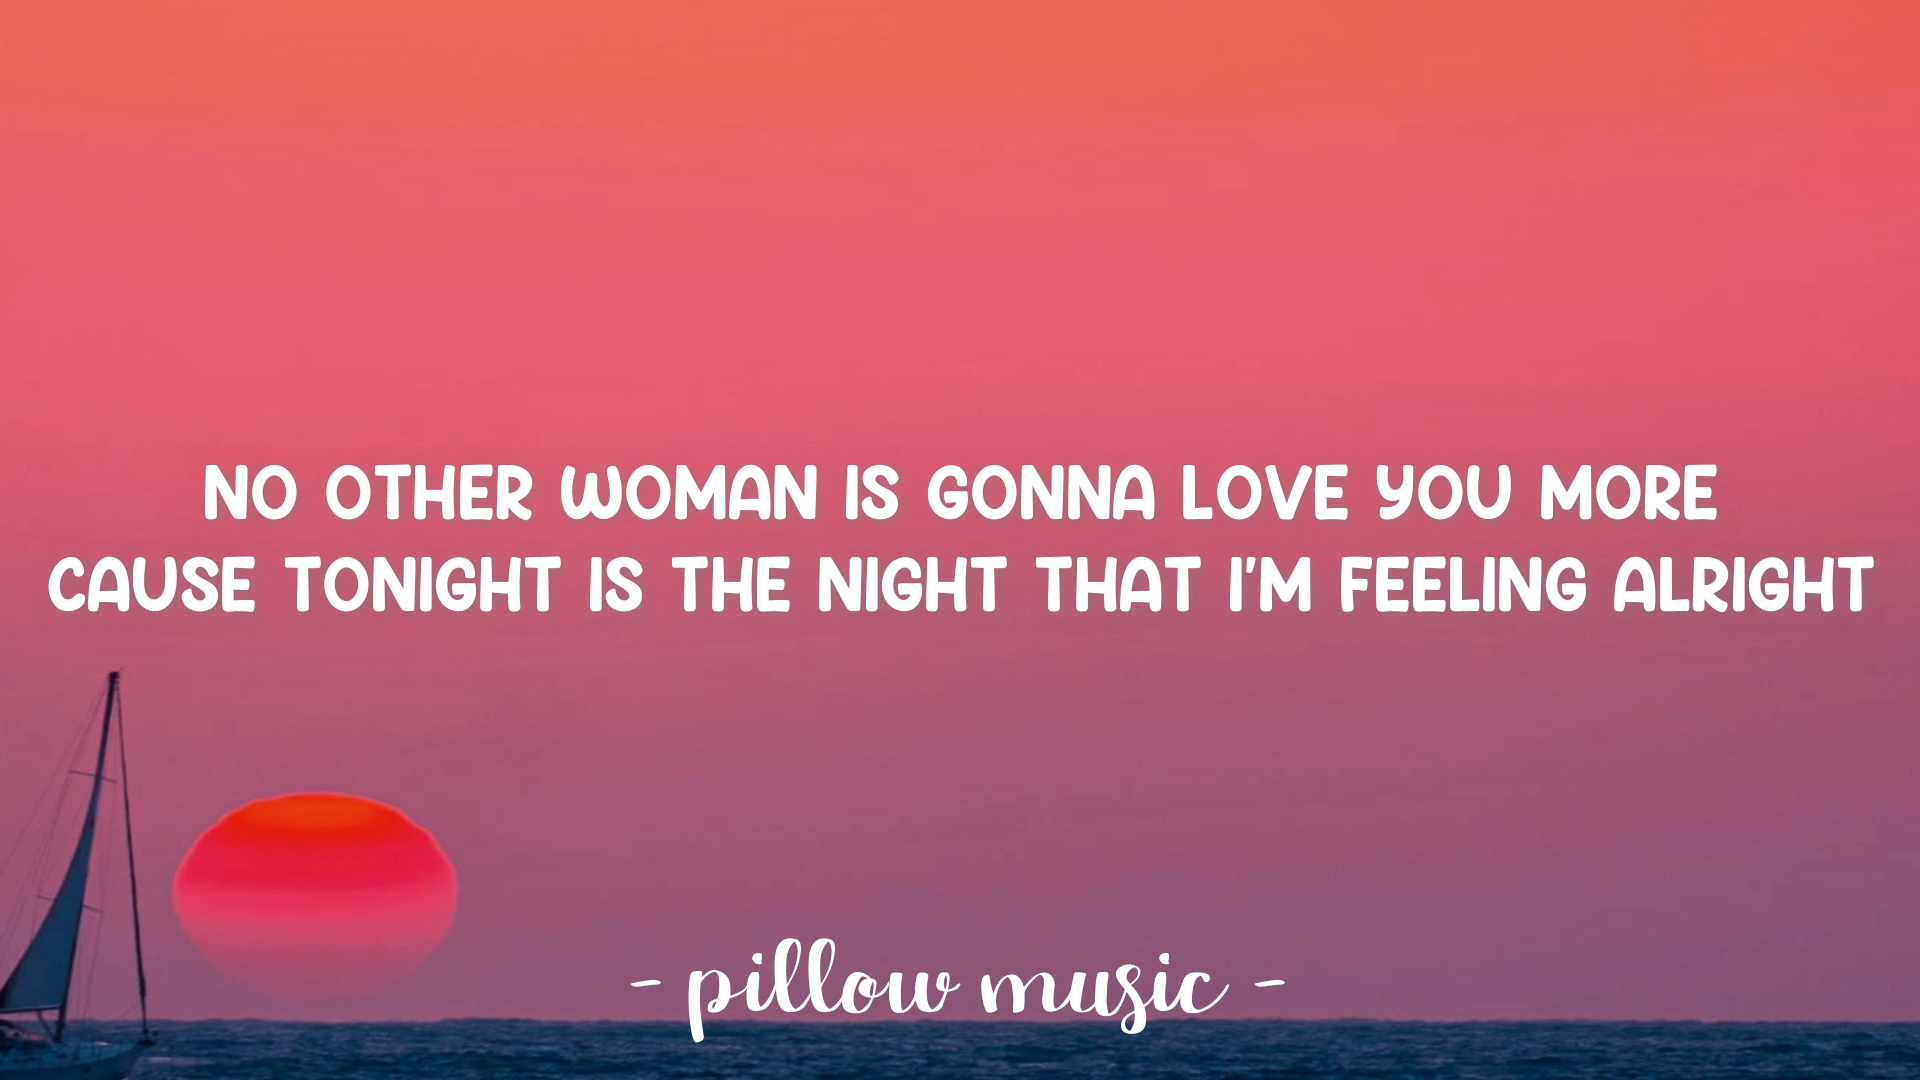 NO OTHER WOMAN IS GONNA LOVE YOU MORE
CAUSE TONIGHT IS THE NIGHT THAT I'M FEELING ALRIGHT
- pillow music -